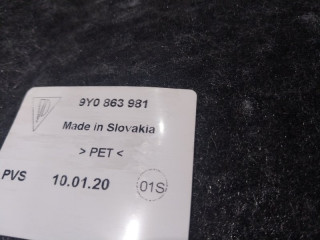 9Y0 863 981
Made in Slovakia
> PET <
PVS 10.01.20 01S